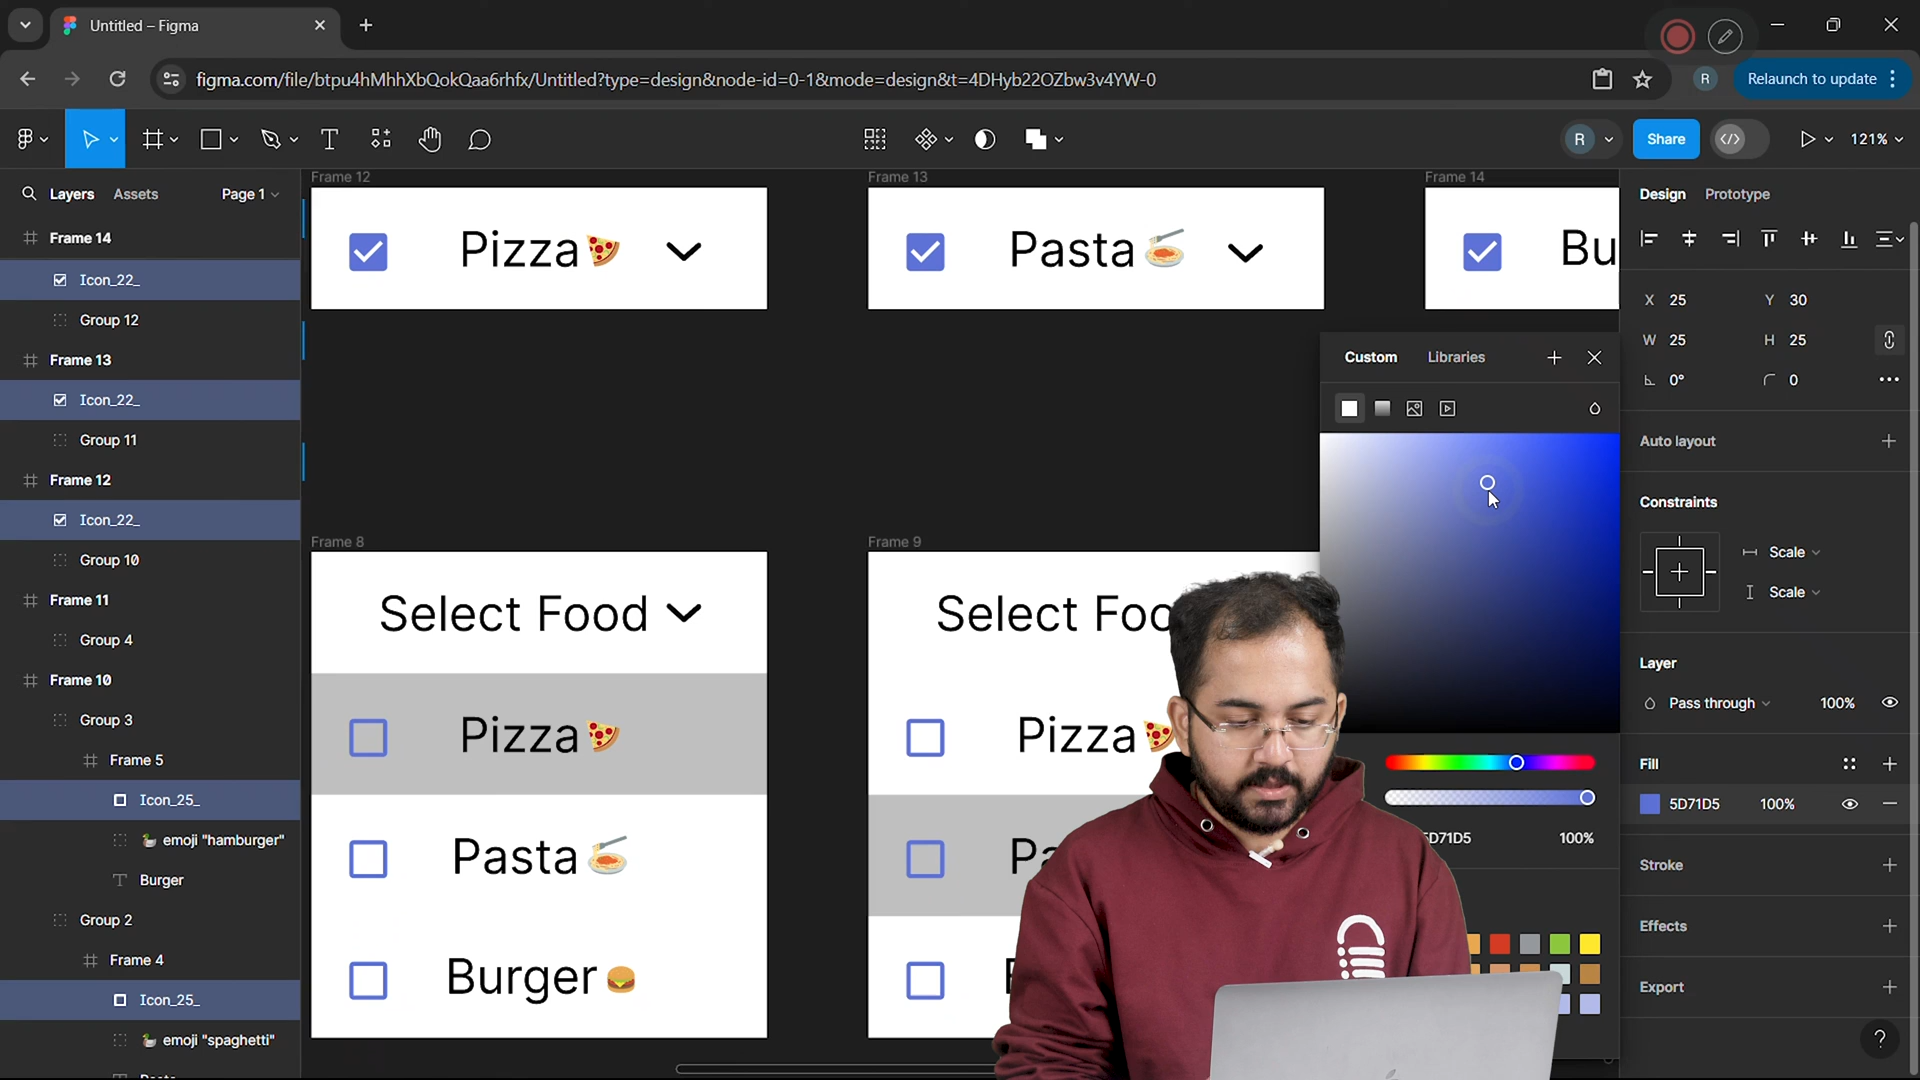 Untitled – Figma
figma.com/file/btpu4hMhhXbQokQaa6rhfx/Untitled?type=design&node-id=0-1&mode=design&t=4DHyb22OZbw3v4YW-0
R
Relaunch to update
R
Share
121%
Layers
Assets
Page 1
Frame 14
Icon_22_
Group 12
Frame 13
Icon_22_
Group 11
Frame 12
Icon_22_
Group 10
Frame 11
Group 4
Frame 10
Group 3
Frame 5
Icon_25_
🦆 emoji "hamburger"
Burger
Group 2
Frame 4
Icon_25_
🦆 emoji "spaghetti"
Frame 12
Pizza🍕
Frame 13
Pasta🍝
Frame 14
Bu
Frame 8
Select Food
Pizza🍕
Pasta🍝
Burger🍔
Frame 9
Select Foo
Pizza🍕
Pa
Custom
Libraries
5D71D5
100%
Design
Prototype
X 25
Y 30
W 25
H 25
0°
0
Auto layout
Constraints
Scale
Scale
Layer
Pass through
100%
Fill
5D71D5
100%
Stroke
Effects
Export
?